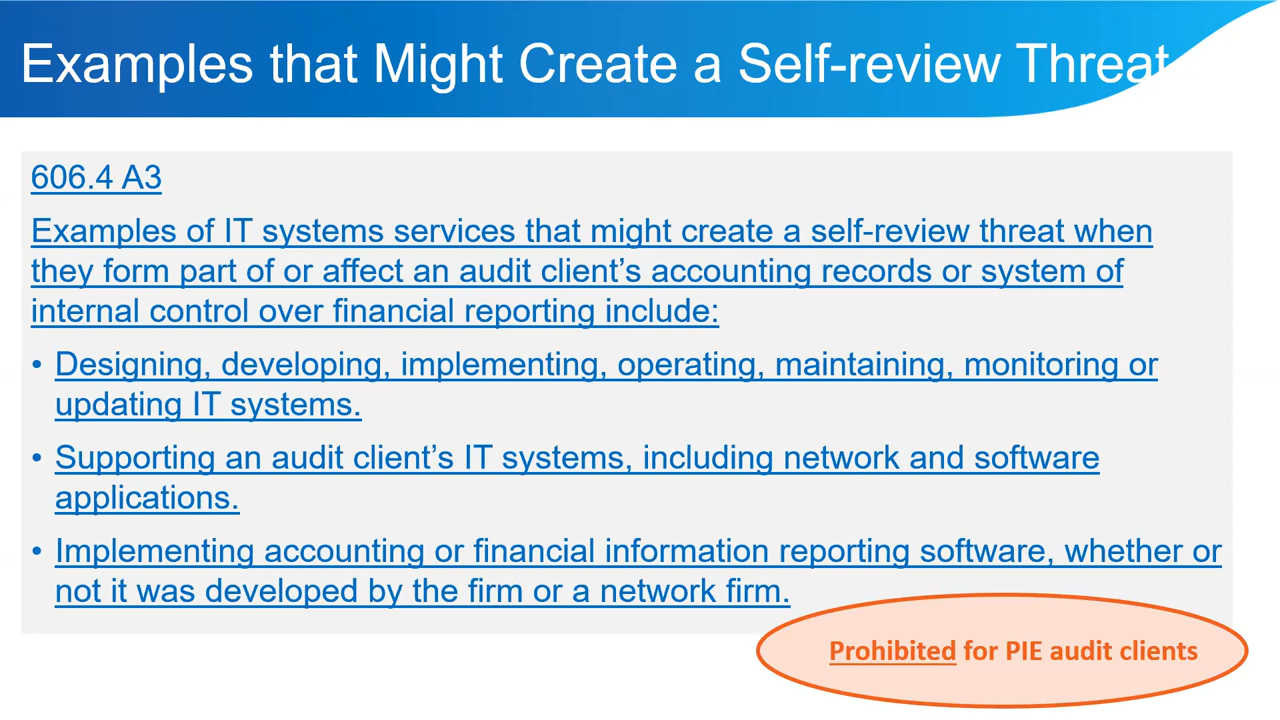 Examples that Might Create a Self-review Threat
606.4 A3
Examples of IT systems services that might create a self-review threat when
they form part of or affect an audit client’s accounting records or system of
internal control over financial reporting include:
• Designing, developing, implementing, operating, maintaining, monitoring or
updating IT systems.
• Supporting an audit client’s IT systems, including network and software
applications.
• Implementing accounting or financial information reporting software, whether or
not it was developed by the firm or a network firm.
Prohibited for PIE audit clients